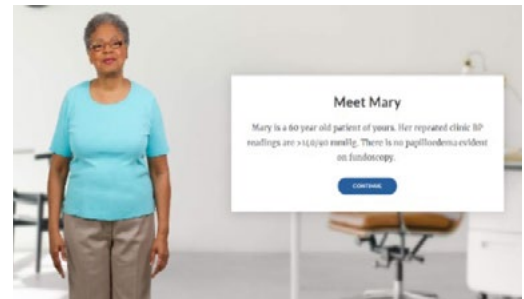 Meet Mary
Mary is a 60 year old patient of yours. Her repeated clinic BP
readings are >140/90 mmHg. There is no papilloedema evident
on fundoscopy.
CONTINUE